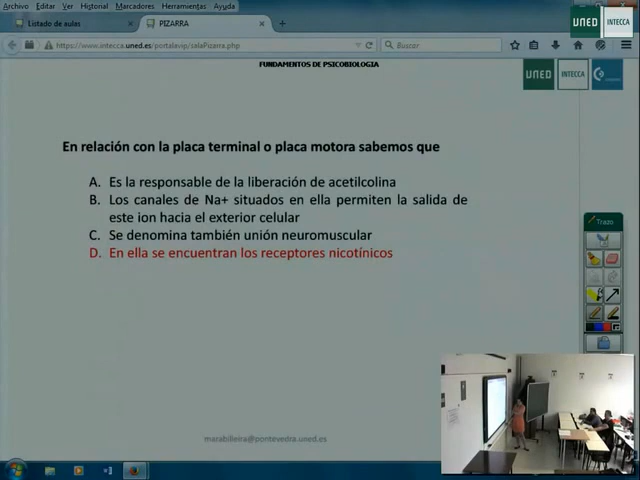 Archivo Editar Ver Historial Marcadores Herramientas Ayuda
Listado de aulas
PIZARRA
https://www.intecca.uned.es/portalavip/salaPizarra.php
Buscar
UNED
INTECCA
FUNDAMENTOS DE PSICOBIOLOGIA
UNED
INTECCA
En relación con la placa terminal o placa motora sabemos que
A. Es la responsable de la liberación de acetilcolina
B. Los canales de Na+ situados en ella permiten la salida de
este ion hacia el exterior celular
C. Se denomina también unión neuromuscular
D. En ella se encuentran los receptores nicotínicos
Trazo
marabilleira@pontevedra.uned.es